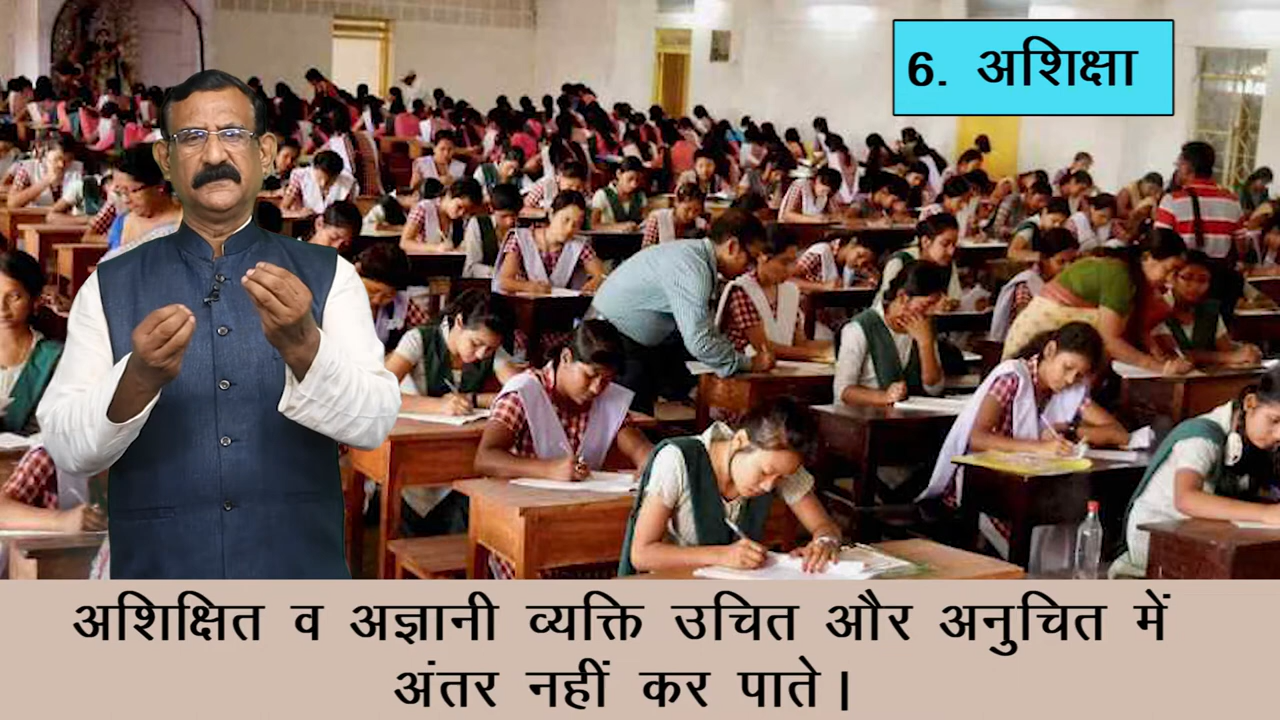 6. अशिक्षा
अशिक्षित व अज्ञानी व्यक्ति उचित और अनुचित में
अंतर नहीं कर पाते।